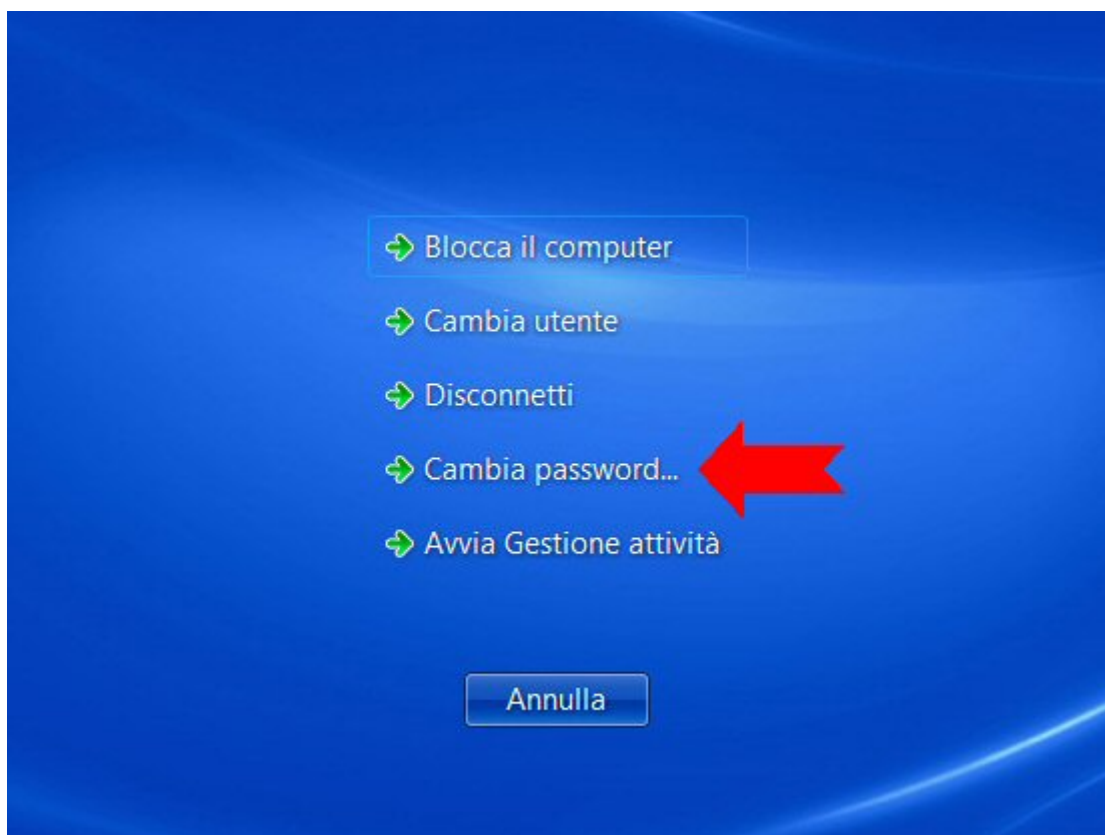 Blocca il computer
Cambia utente
Disconnetti
Cambia password...
Avvia Gestione attività
Annulla